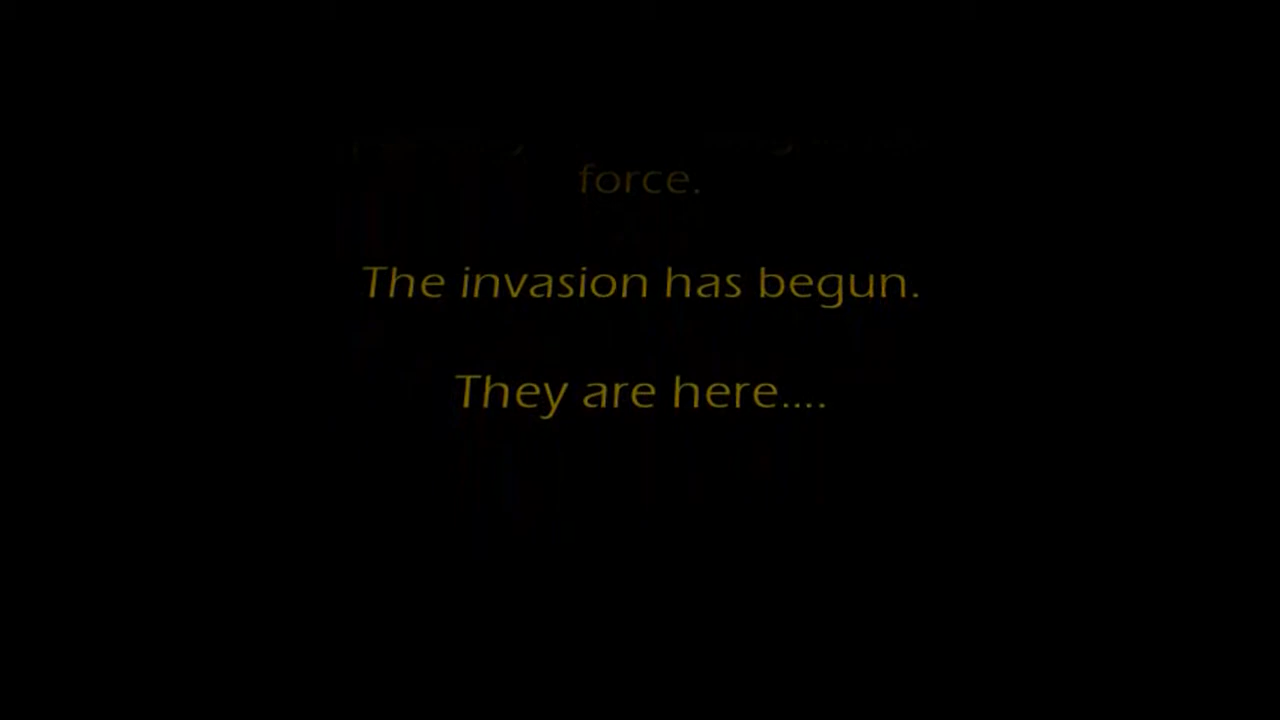 force.
The invasion has begun.
They are here....